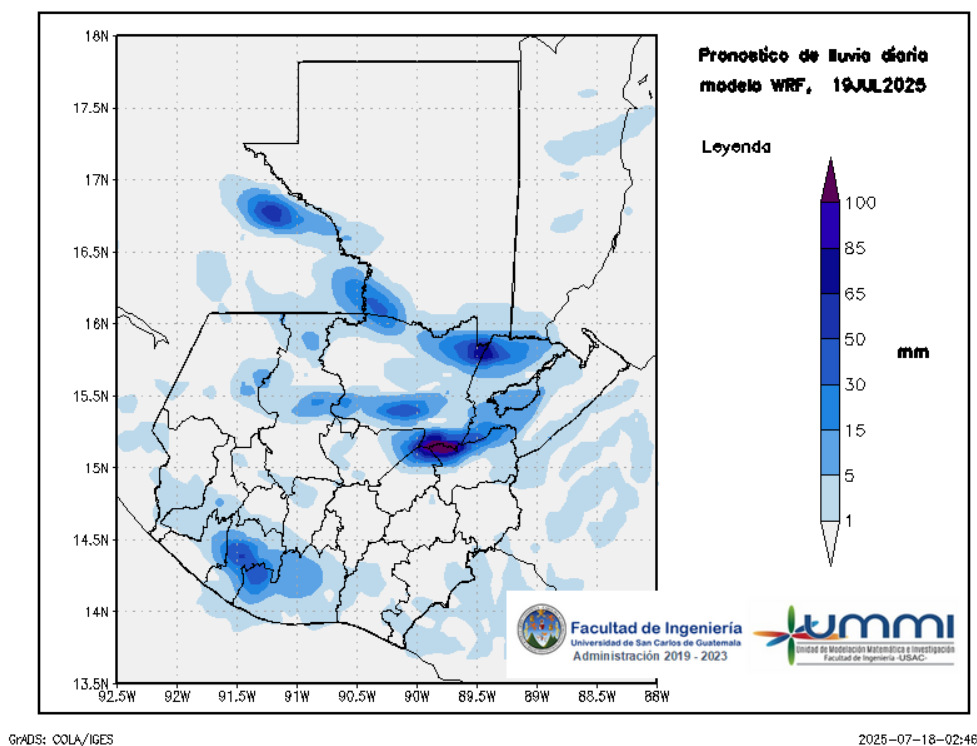 Pronostico de lluvia diaria
modelo WRF, 19JUL2025
Leyenda
100
85
65
50
30
15
5
1
mm
18N
17.5N
17N
16.5N
16N
15.5N
15N
14.5N
14N
13.5N
92.5W
92W
91.5W
91W
90.5W
90W
89.5W
89W
88.5W
88W
Facultad de Ingeniería
Universidad de San Carlos de Guatemala
Administración 2019 - 2023
ummi
Unidad de Modelación Matemática e Investigación
Facultad de Ingeniería -USAC-
GrADS: COLA/IGES
2025-07-18-02:46